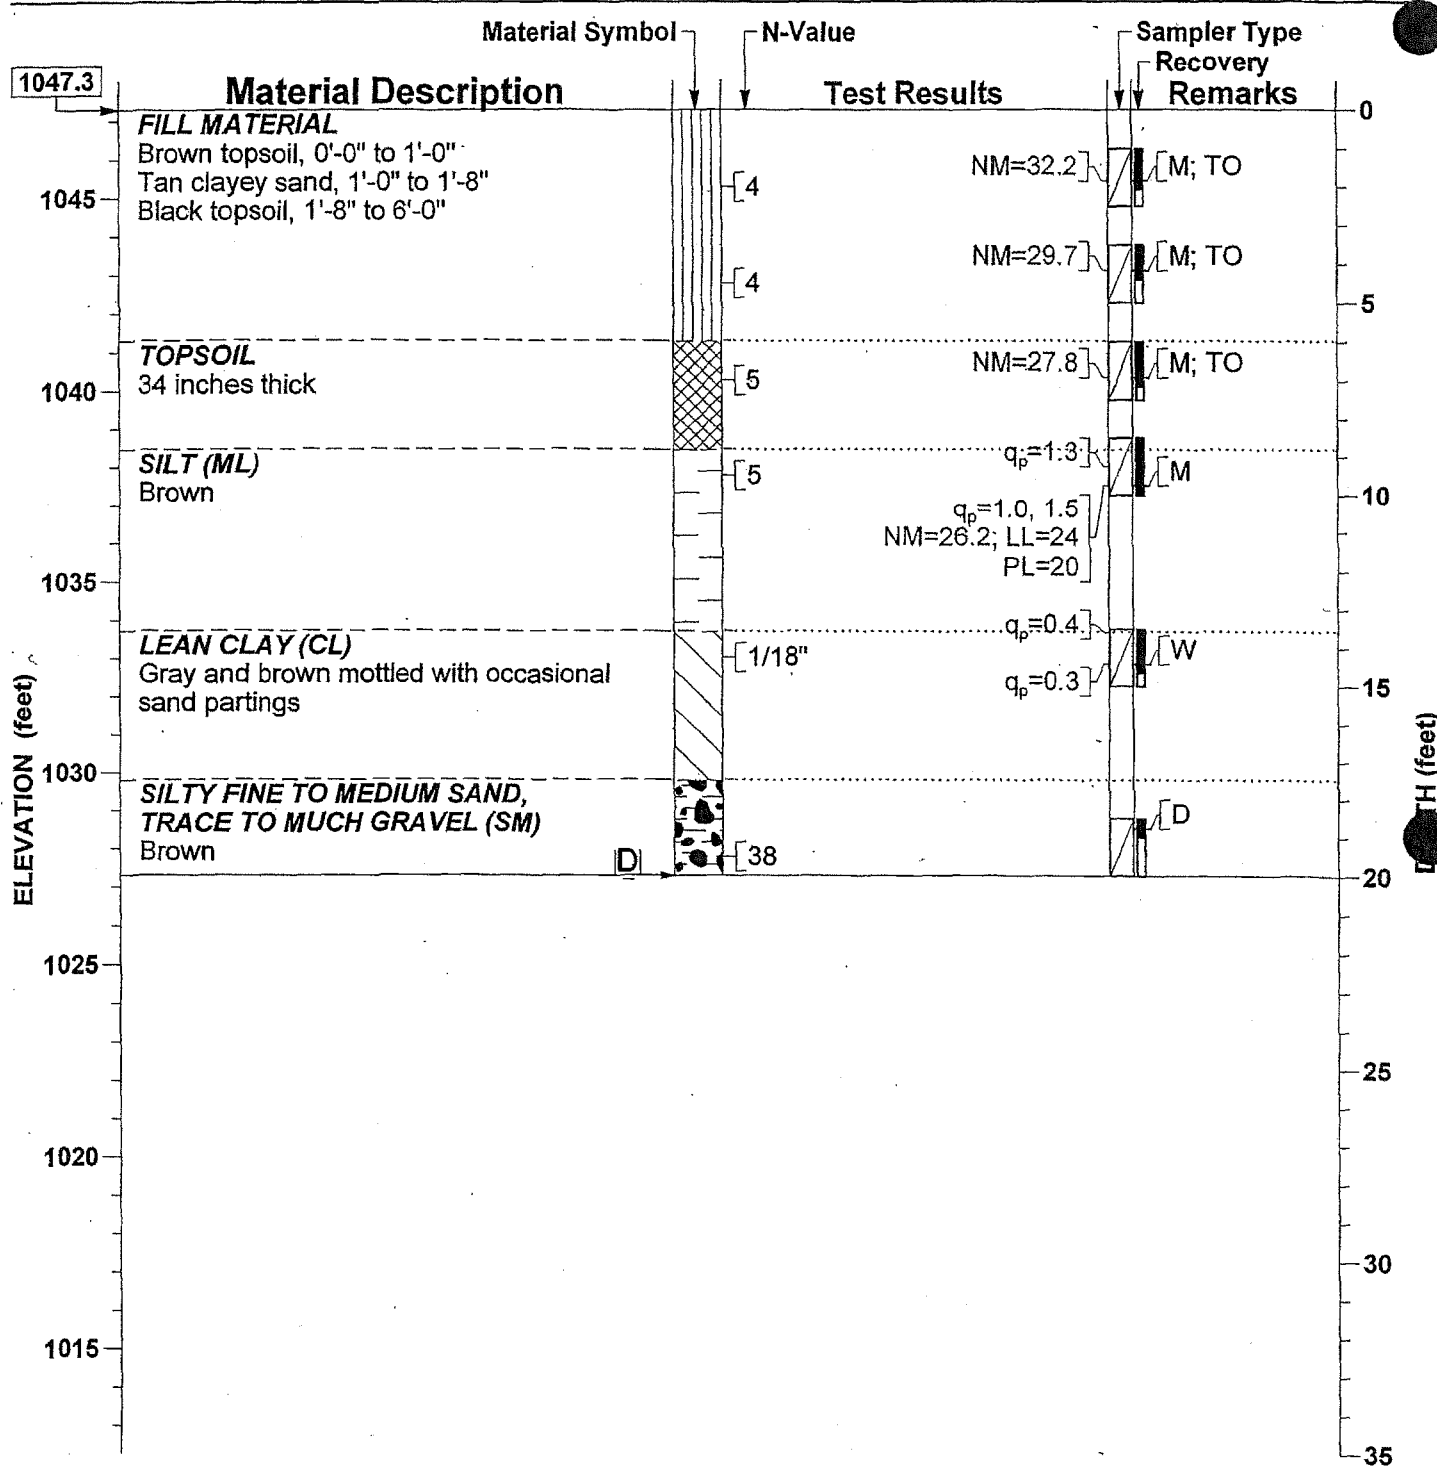 Material Symbol N-Value Sampler Type
Recovery
1047.3 Material Description Test Results Remarks
0
FILL MATERIAL
Brown topsoil, 0'-0" to 1'-0"
Tan clayey sand, 1'-0" to 1'-8"
Black topsoil, 1'-8" to 6'-0"
NM=32.2 M; TO
4
1045
NM=29.7 M; TO
4
5
TOPSOIL
34 inches thick
NM=27.8 M; TO
5
1040
SILT (ML)
Brown
qp=1.3
5
M
10
qp=1.0, 1.5
NM=26.2; LL=24
PL=20
1035
qp=0.4
LEAN CLAY (CL)
Gray and brown mottled with occasional
sand partings
1/18"
W
qp=0.3
15
ELEVATION (feet)
TH (feet)
1030
SILTY FINE TO MEDIUM SAND,
TRACE TO MUCH GRAVEL (SM)
Brown
D
D
38
20
1025
25
1020
30
1015
35